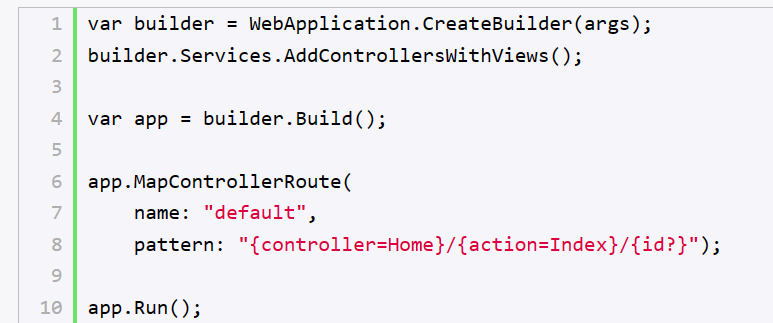 1 var builder = WebApplication.CreateBuilder(args);
2 builder.Services.AddControllersWithViews();
3
4 var app = builder.Build();
5
6 app.MapControllerRoute(
7     name: "default",
8     pattern: "{controller=Home}/{action=Index}/{id?}");
9
10 app.Run();